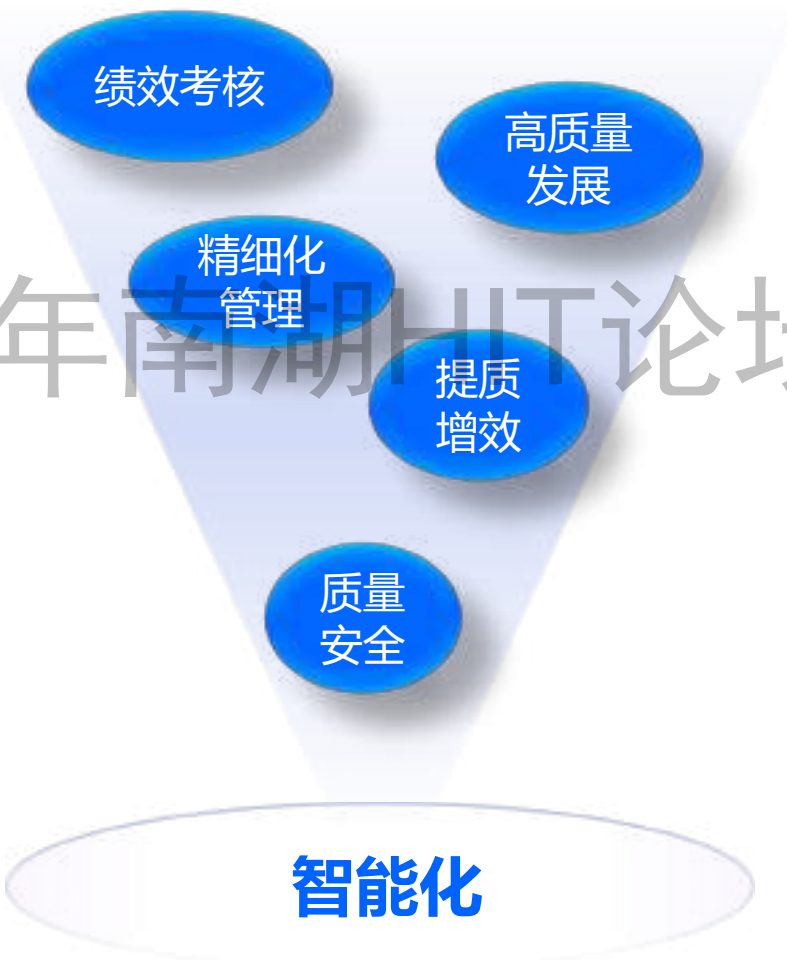 绩效考核
高质量
发展
精细化
管理
年南湖HIT论坛
提质
增效
质量
安全
智能化